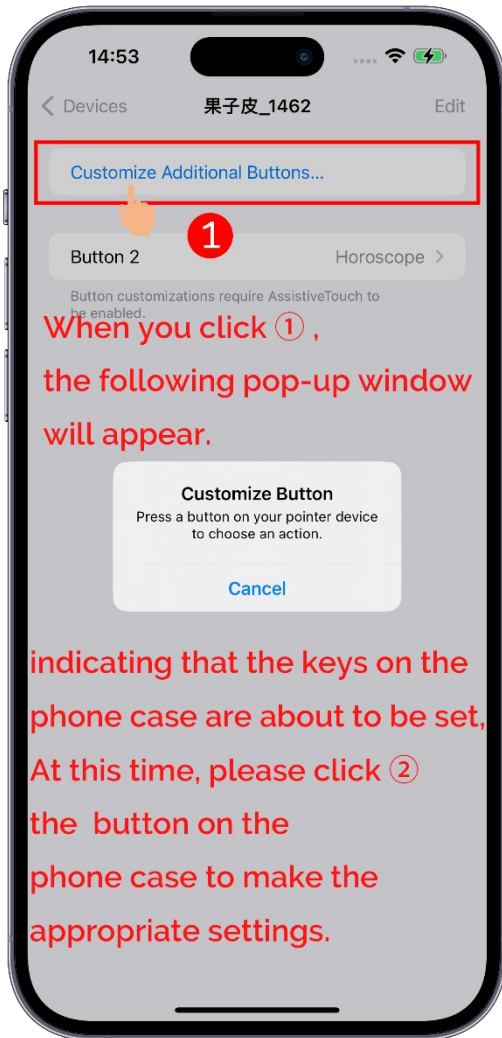 14:53
Devices 果子皮_1462 Edit
Customize Additional Buttons...
1
Button 2 Horoscope
Button customizations require AssistiveTouch to
be enabled.
When you click ①,
the following pop-up window
will appear.
Customize Button
Press a button on your pointer device
to choose an action.
Cancel
indicating that the keys on the
phone case are about to be set,
At this time, please click ②
the button on the
phone case to make the
appropriate settings.